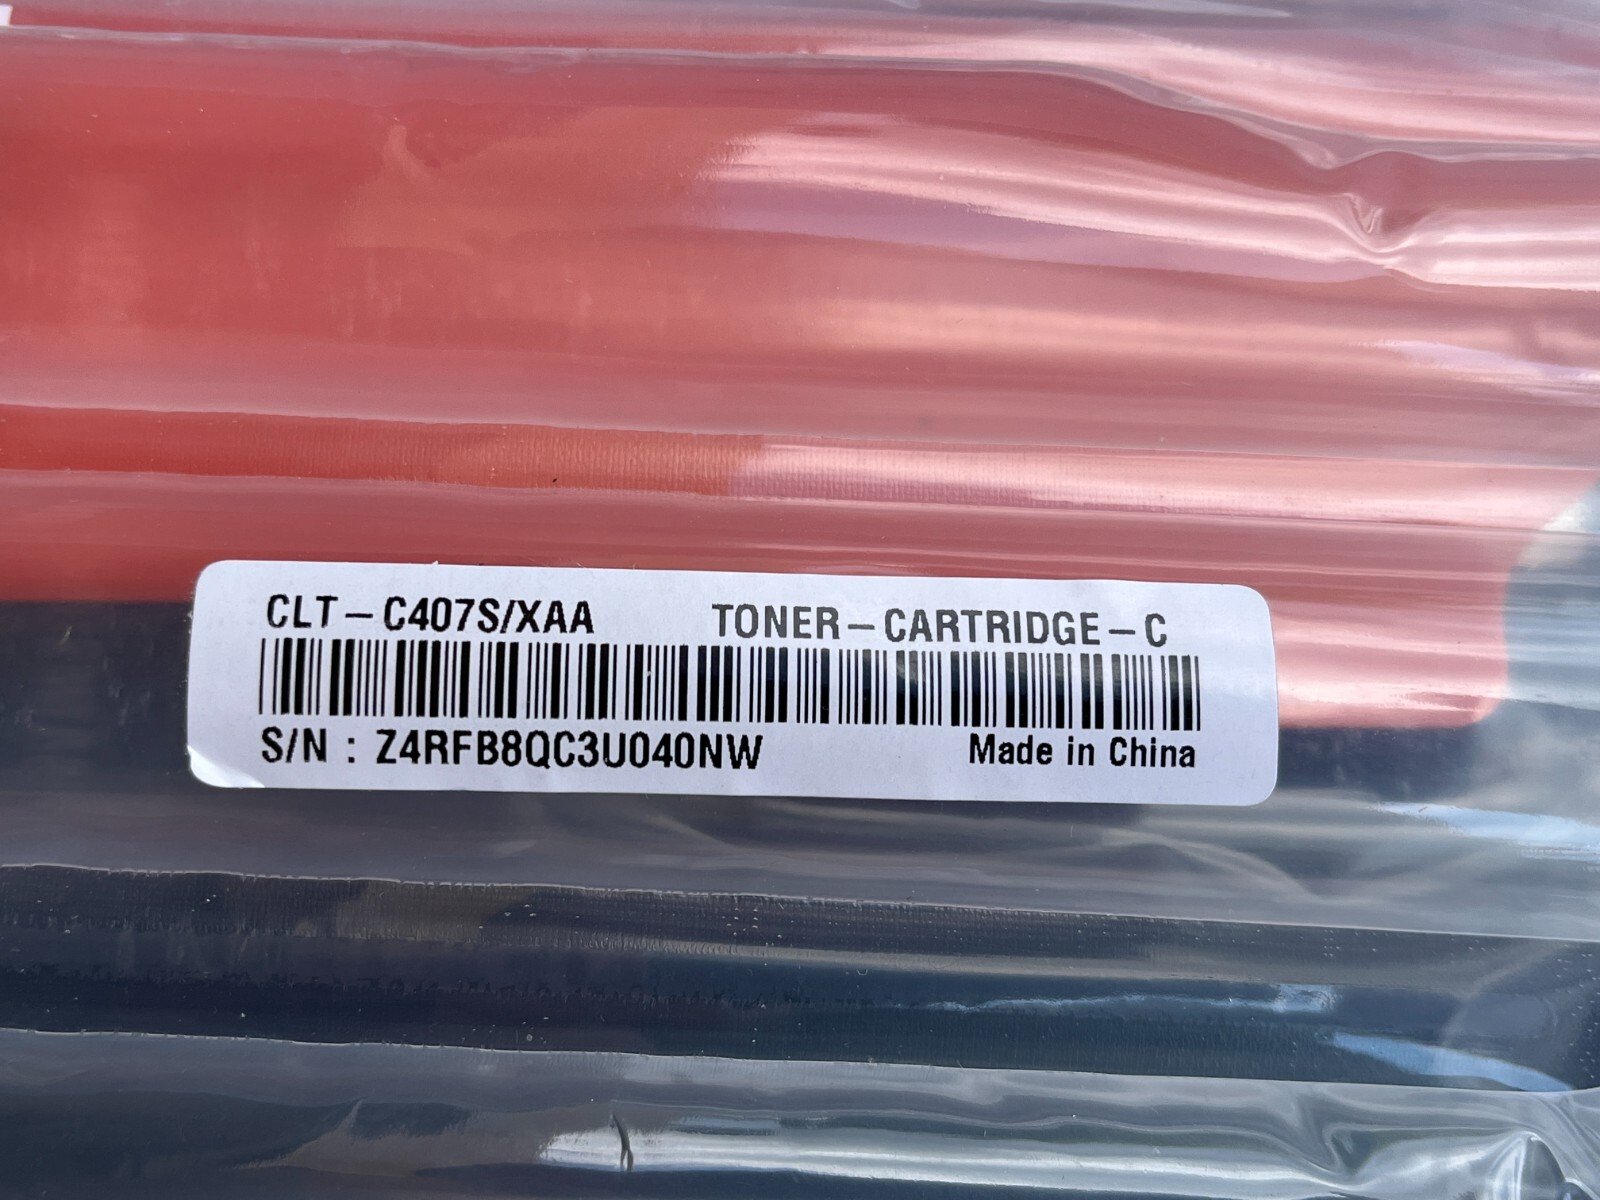 CLT-C407S/XAA TONER-CARTRIDGE-C
S/N : Z4RFB8QC3U040NW Made in China